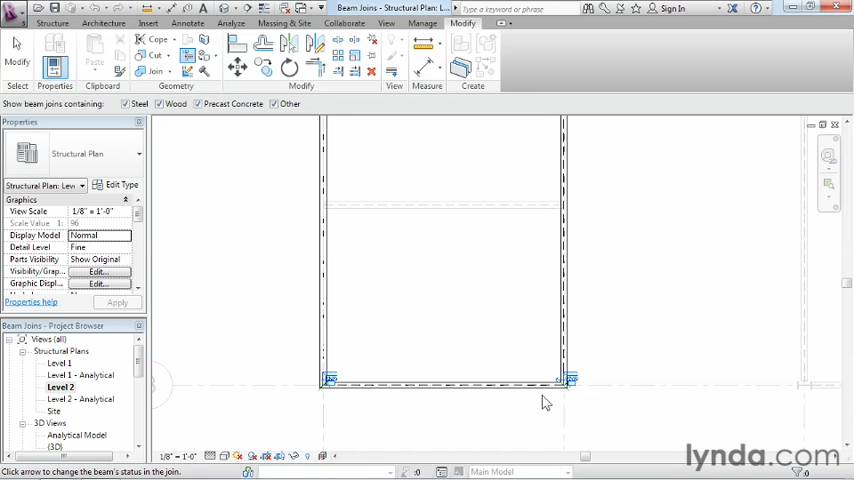 Beam Joins - Structural Plan: L...
Type a keyword or phrase
Sign In
Structure Architecture Insert Annotate Analyze Massing & Site Collaborate View Manage Modify
Modify
Properties
Paste
Cope
Cut
Join
Select Properties Clipboard Geometry Modify View Measure Create
Show beam joins containing: Steel Wood Precast Concrete Other
Properties
Structural Plan
Structural Plan: Lev Edit Type
Graphics
View Scale 1/8" = 1'-0"
Scale Value 1: 96
Display Model Normal
Detail Level Fine
Parts Visibility Show Original
Visibility/Grap... Edit...
Graphic Displ... Edit...
Properties help Apply
Beam Joins - Project Browser
Views (all)
Structural Plans
Level 1
Level 1 - Analytical
Level 2
Level 2 - Analytical
Site
3D Views
Analytical Model
{3D}
1/8" = 1'-0"
Click arrow to change the beam's status in the join.
:0 Main Model :0
lynda.com